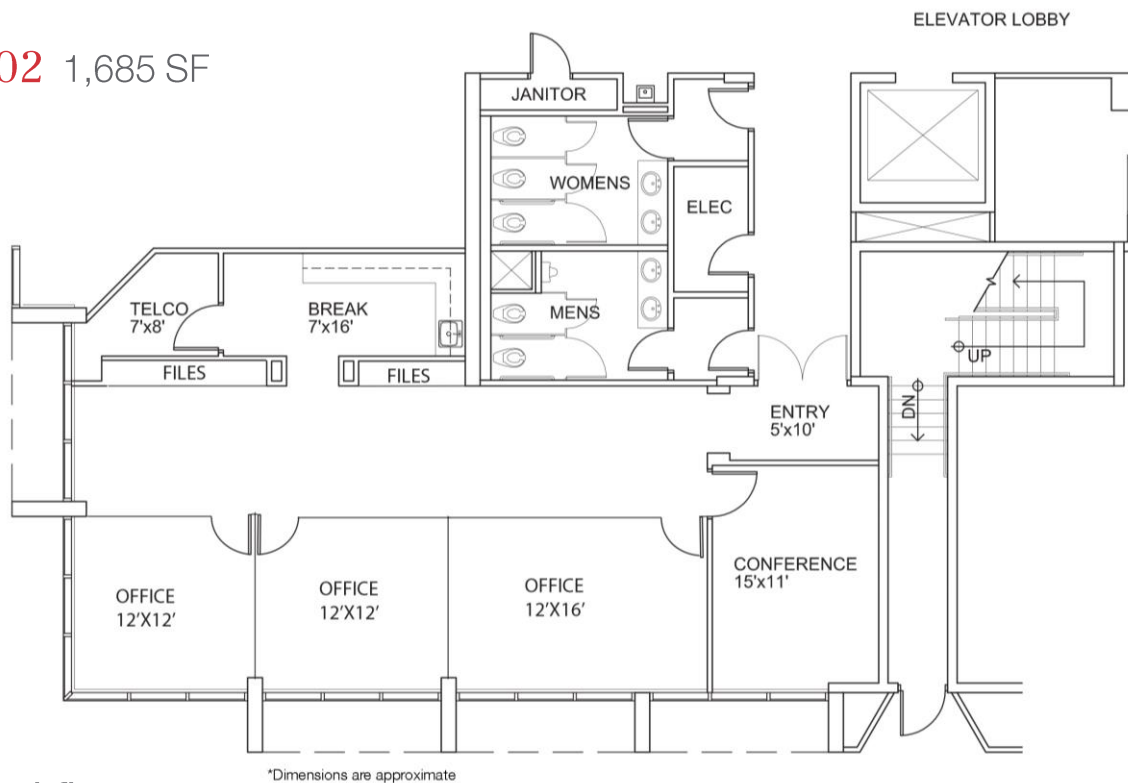 ELEVATOR LOBBY
02 1,685 SF
JANITOR
WOMENS
ELEC
TELCO
7'x8'
BREAK
7'x16'
MENS
FILES
FILES
UP
DN
ENTRY
5'x10'
CONFERENCE
15'x11'
OFFICE
12'X12'
OFFICE
12'X12'
OFFICE
12'X16'
*Dimensions are approximate